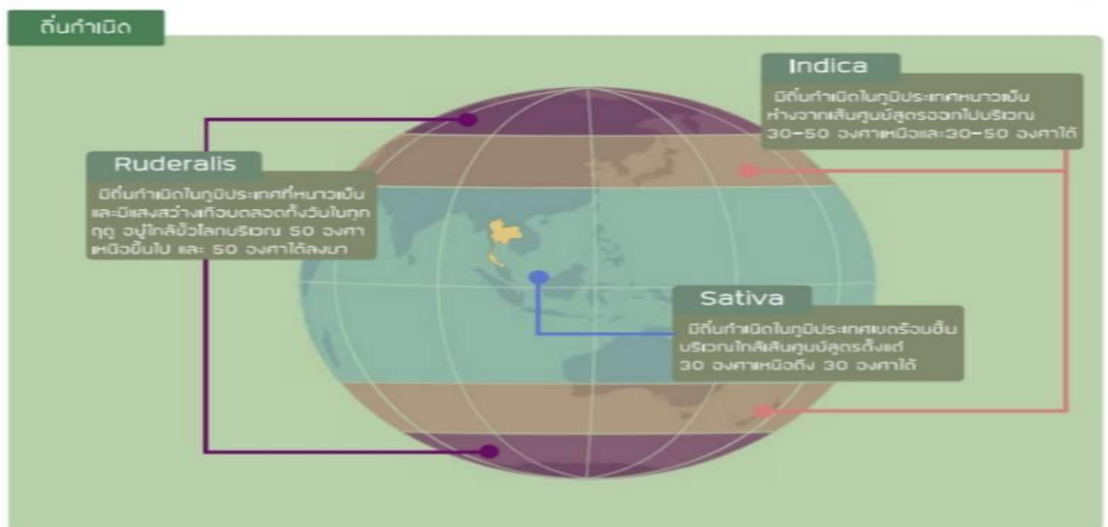 ถิ่นกำเนิด
Indica
มีถิ่นกำเนิดในภูมิประเทศหนาวเย็น
ห่างจากเส้นศูนย์สูตรออกไปบริเวณ
30-50 องศาเหนือและ30-50 องศาใต้
Ruderalis
มีถิ่นกำเนิดในภูมิประเทศที่หนาวเย็น
และมีแสงสว่างเกือบตลอดทั้งวันในทุก
ฤดู อยู่ใกล้ขั้วโลกบริเวณ 50 องศา
เหนือขึ้นไป และ 50 องศาใต้ลงมา
Sativa
มีถิ่นกำเนิดในภูมิประเทศเขตร้อนชื้น
บริเวณใกล้เส้นศูนย์สูตรตั้งแต่
30 องศาเหนือถึง 30 องศาใต้